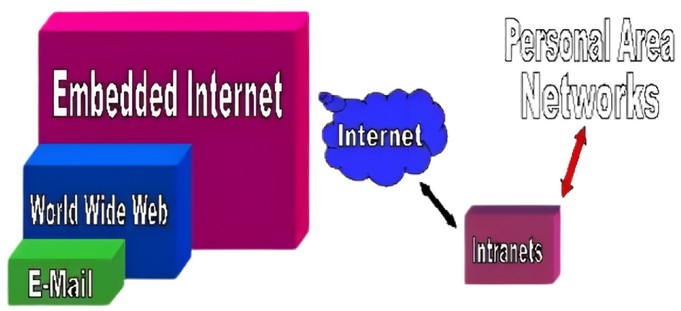 Embedded Internet
World Wide Web
E-Mail
Internet
Personal Area
Networks
Intranets